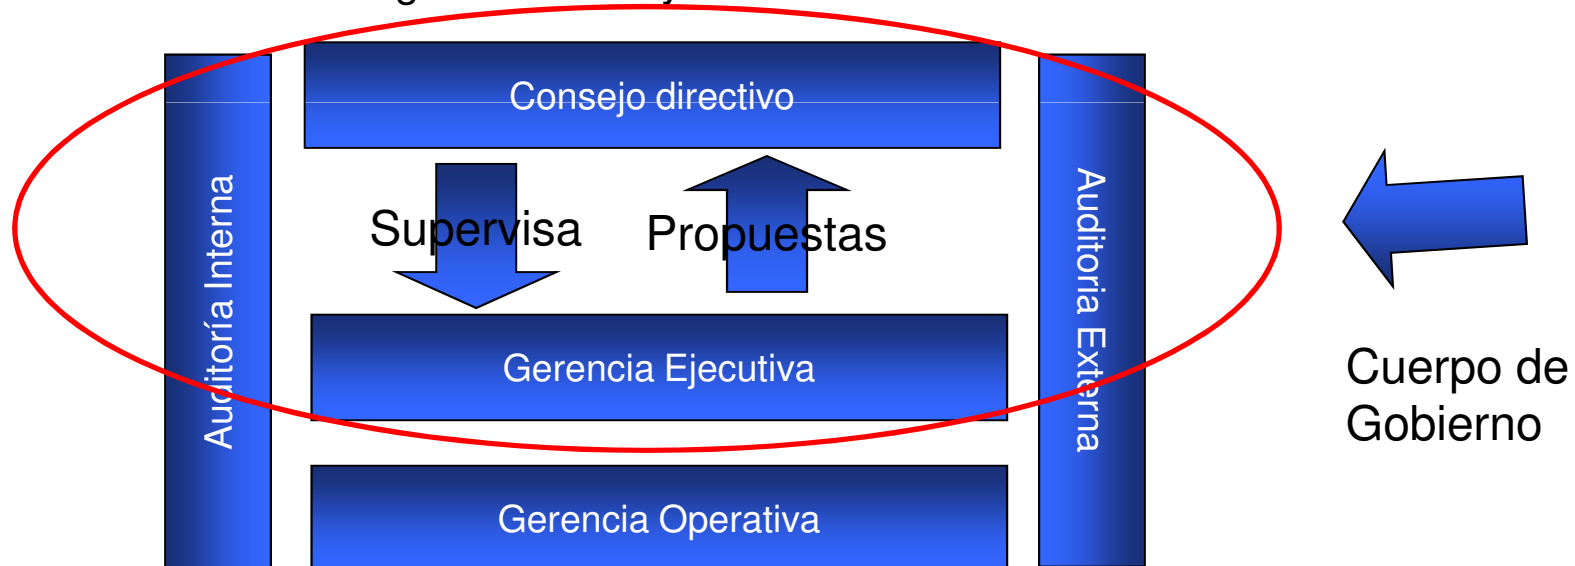 Consejo directivo
Supervisa
Propuestas
Auditoría Interna
Auditoria Externa
Gerencia Ejecutiva
Cuerpo de
Gobierno
Gerencia Operativa